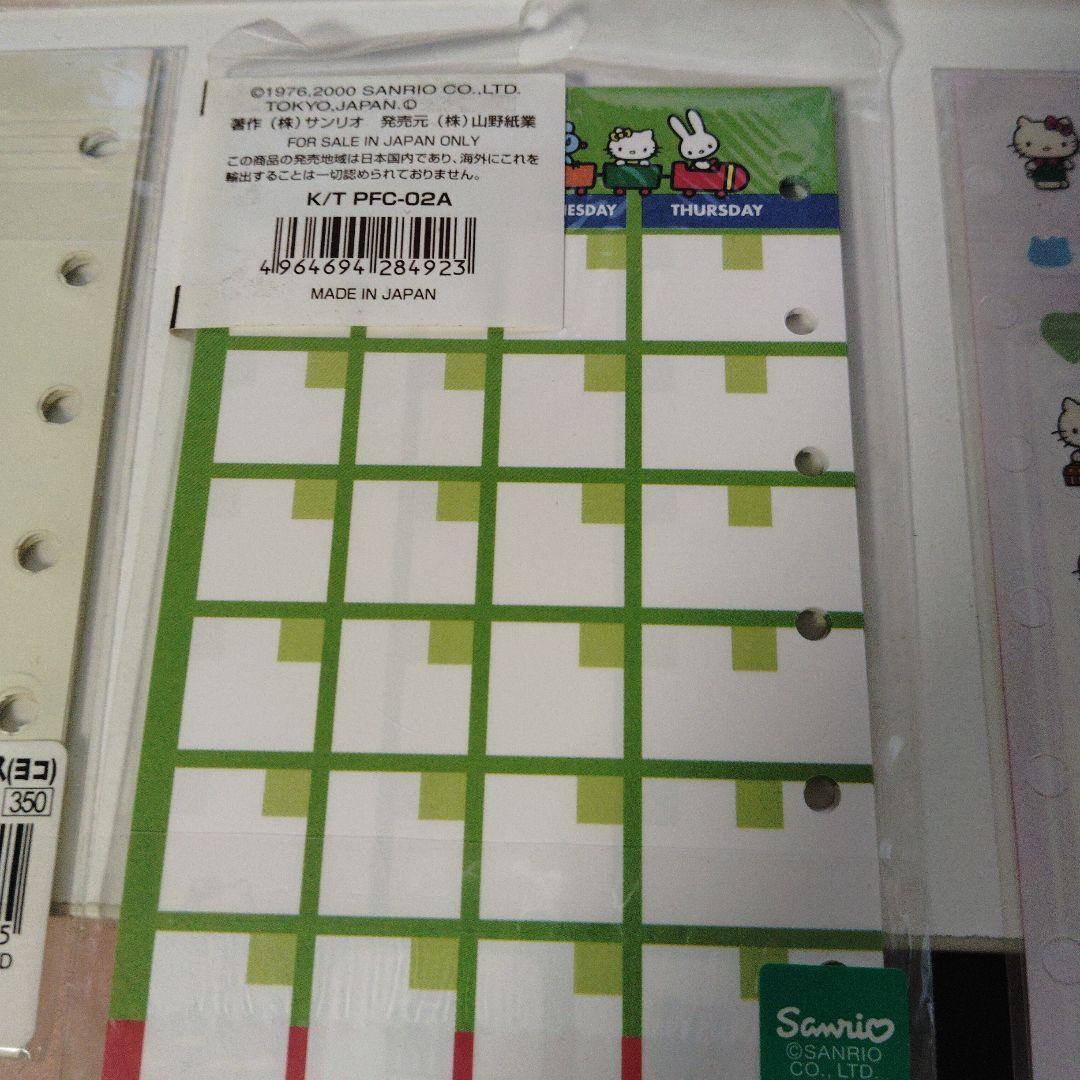 ©1976,2000 SANRIO CO.,LTD.
TOKYO,JAPAN.Ⓛ
著作（株）サンリオ　発売元（株）山野紙業
FOR SALE IN JAPAN ONLY
この商品の発売地域は日本国内であり、海外にこれを
輸出することは一切認められておりません。
K/T PFC-02A
4964694284923
MADE IN JAPAN
ESDAY THURSDAY
(ヨコ)
350
5
D
Sanrio
©SANRIO
CO., LTD.